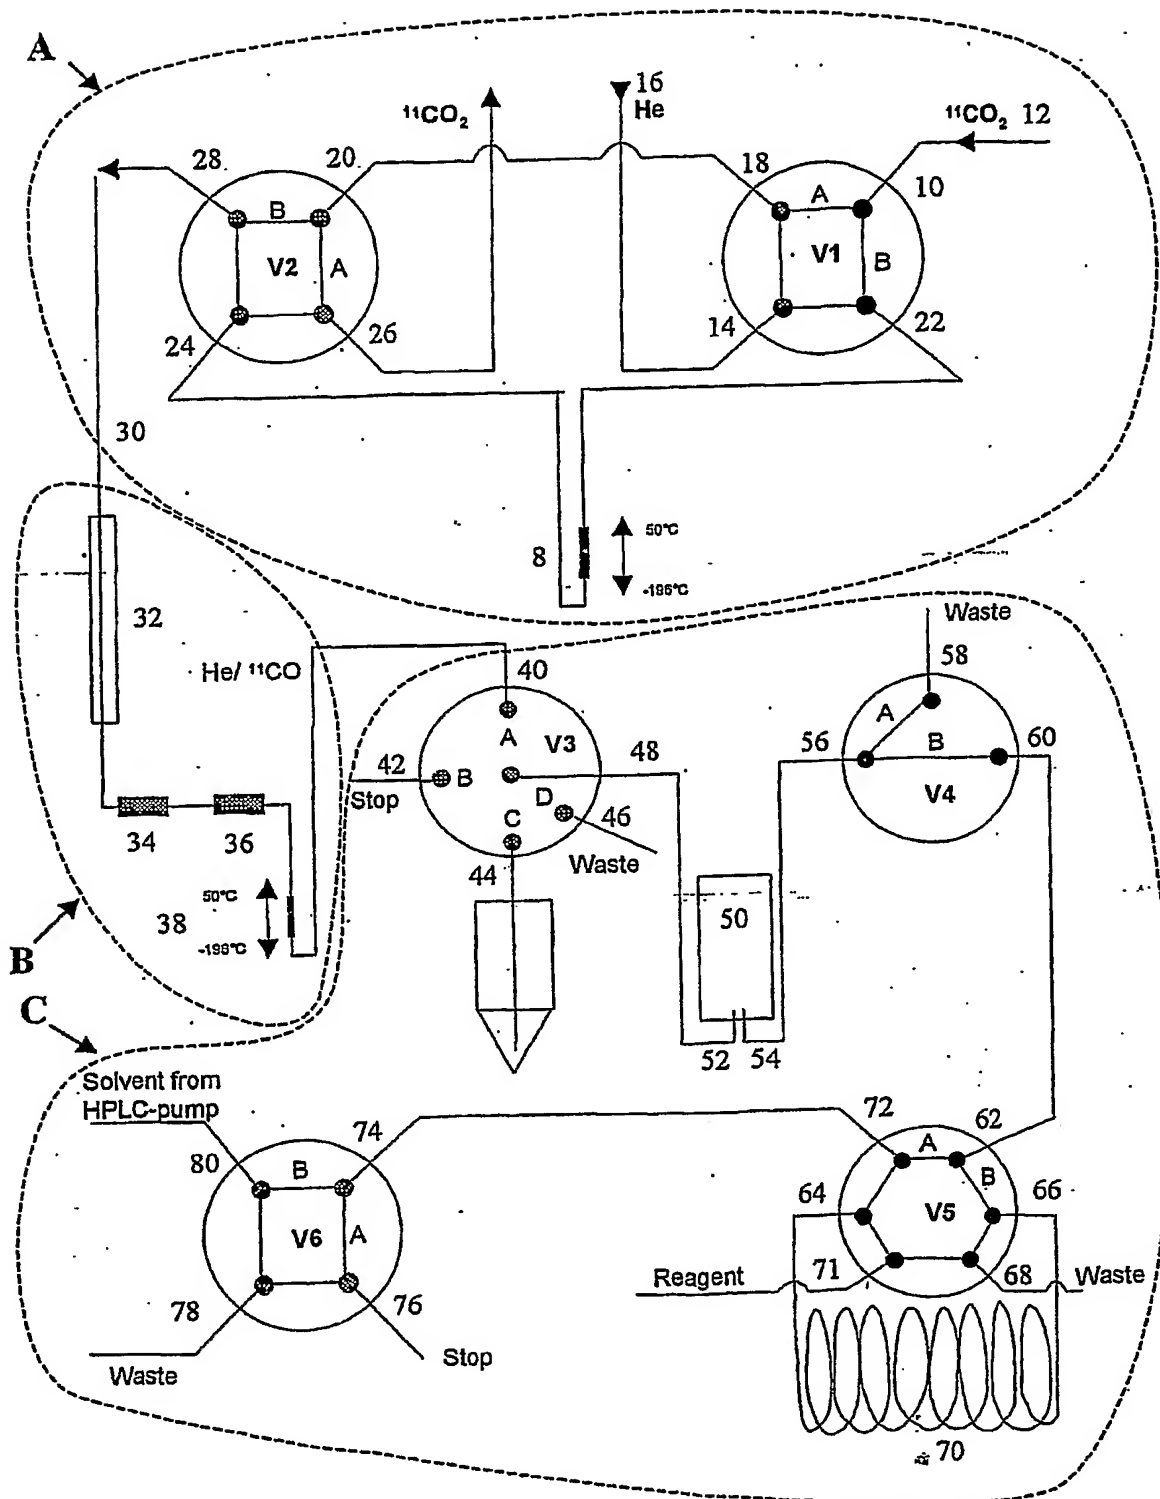 A
¹¹CO₂
16
He
¹¹CO₂ 12
28
20
18
10
B
A
V2
A
V1
B
24
26
14
22
30
8
50°C
-196°C
32
He/ ¹¹CO
34
36
38
50°C
-196°C
B
C
40
A
V3
42
B
48
Stop
D
C
46
44
Waste
50
52
54
Waste
58
A
56
B
60
V4
Solvent from
HPLC-pump
80
74
B
V6
A
78
76
Waste
Stop
72
62
A
B
64
V5
66
Reagent
71
68
Waste
70